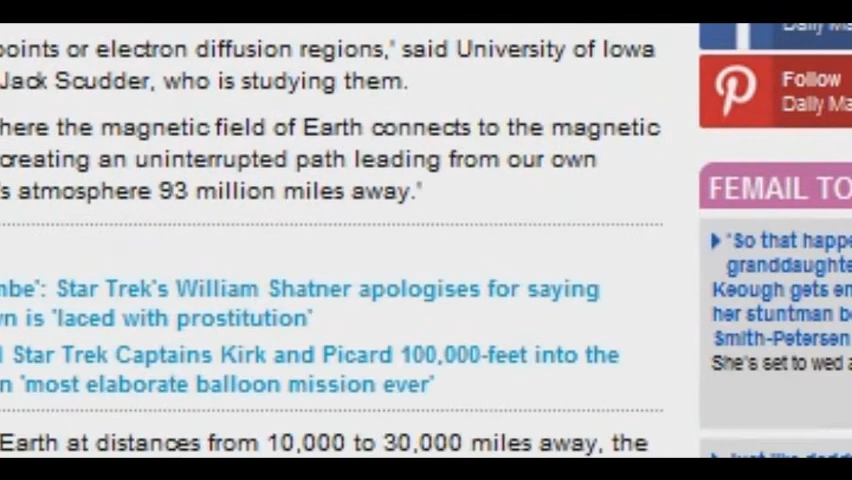 points or electron diffusion regions,' said University of Iowa
Jack Scudder, who is studying them.
here the magnetic field of Earth connects to the magnetic
creating an uninterrupted path leading from our own
's atmosphere 93 million miles away.'
mbe': Star Trek's William Shatner apologises for saying
wn is 'laced with prostitution'
Star Trek Captains Kirk and Picard 100,000-feet into the
n 'most elaborate balloon mission ever'
Earth at distances from 10,000 to 30,000 miles away, the
Daily Ma
Follow
Daily Ma
FEMAIL TO
'So that happe
granddaughte
Keough gets en
her stuntman b
Smith-Petersen
She's set to wed a